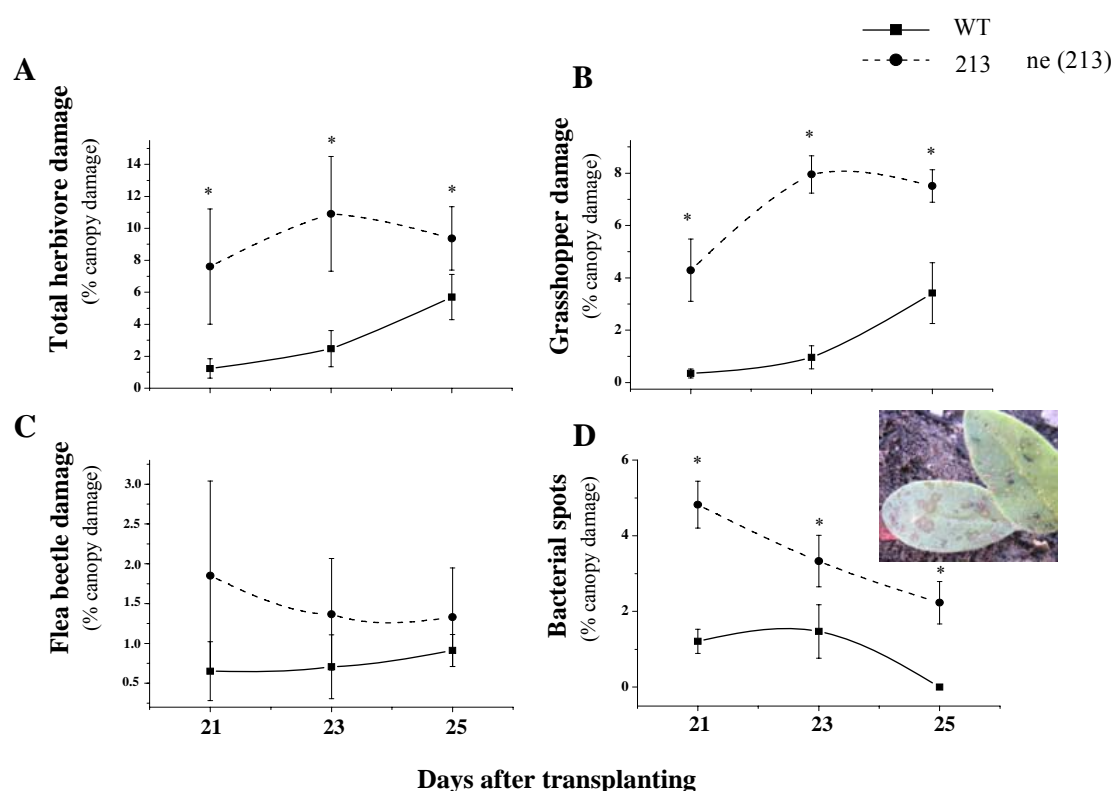 WT
213 ne (213)
A
Total herbivore damage
(% canopy damage)
14
12
10
8
6
4
2
0
*
*
*
B
Grasshopper damage
(% canopy damage)
8
6
4
2
0
*
*
*
C
Flea beetle damage
(% canopy damage)
3.0
2.5
2.0
1.5
1.0
0.5
21 23 25
D
Bacterial spots
(% canopy damage)
6
4
2
0
*
*
*
21 23 25
Days after transplanting